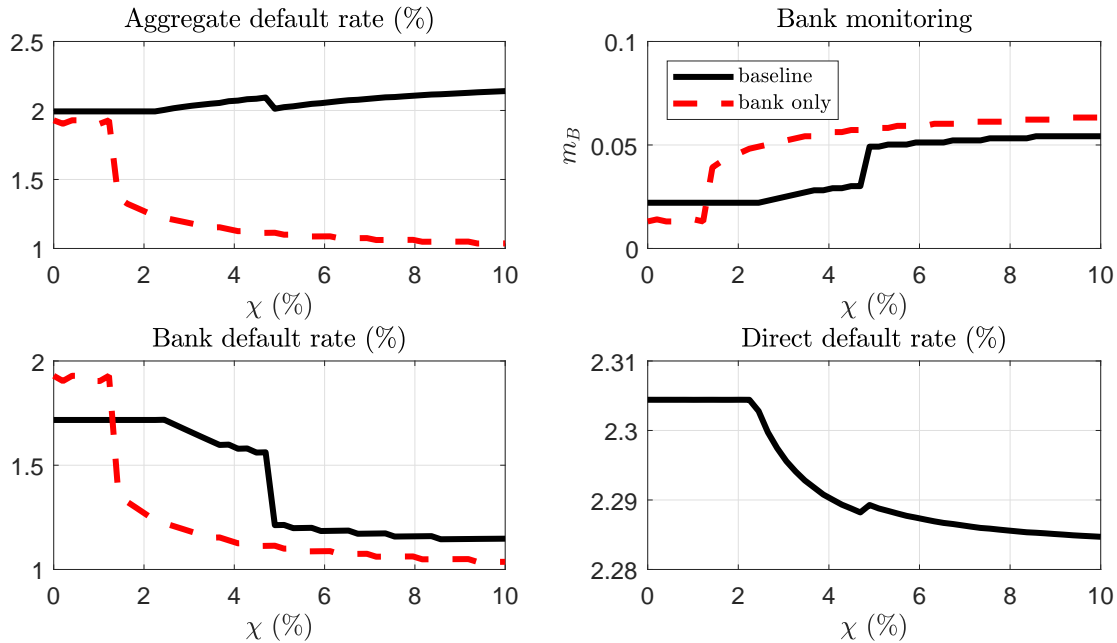 Aggregate default rate (%)
2.5
2
1.5
1
0 2 4 6 8 10
χ (%)
Bank monitoring
0.1
0.05
0
m_B
baseline
bank only
0 2 4 6 8 10
χ (%)
Bank default rate (%)
2
1.5
1
0 2 4 6 8 10
χ (%)
Direct default rate (%)
2.31
2.3
2.29
2.28
0 2 4 6 8 10
χ (%)